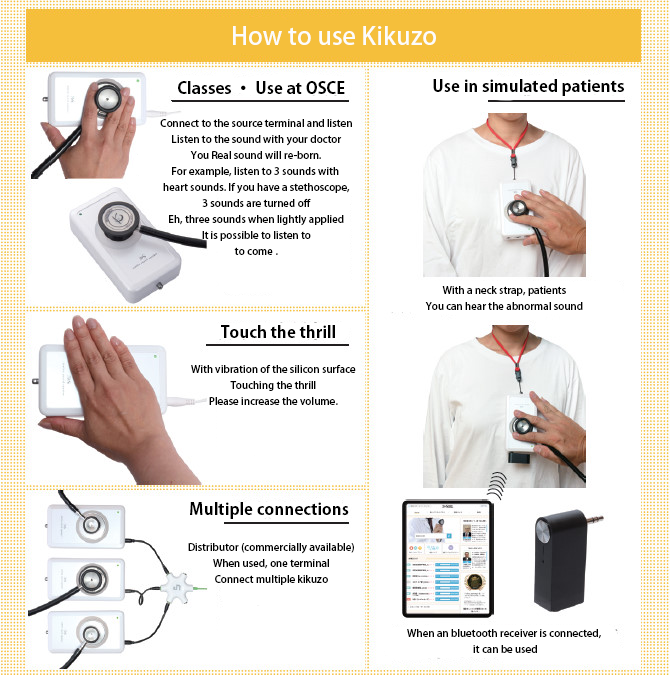 How to use Kikuzo
Classes • Use at OSCE
Connect to the source terminal and listen
Listen to the sound with your doctor
You Real sound will re-born.
For example, listen to 3 sounds with
heart sounds. If you have a stethoscope,
3 sounds are turned off
Eh, three sounds when lightly applied
It is possible to listen to
to come .
Touch the thrill
With vibration of the silicon surface
Touching the thrill
Please increase the volume.
Multiple connections
Distributor (commercially available)
When used, one terminal
Connect multiple kikuzo
Use in simulated patients
With a neck strap, patients
You can hear the abnormal sound
When an bluetooth receiver is connected,
it can be used